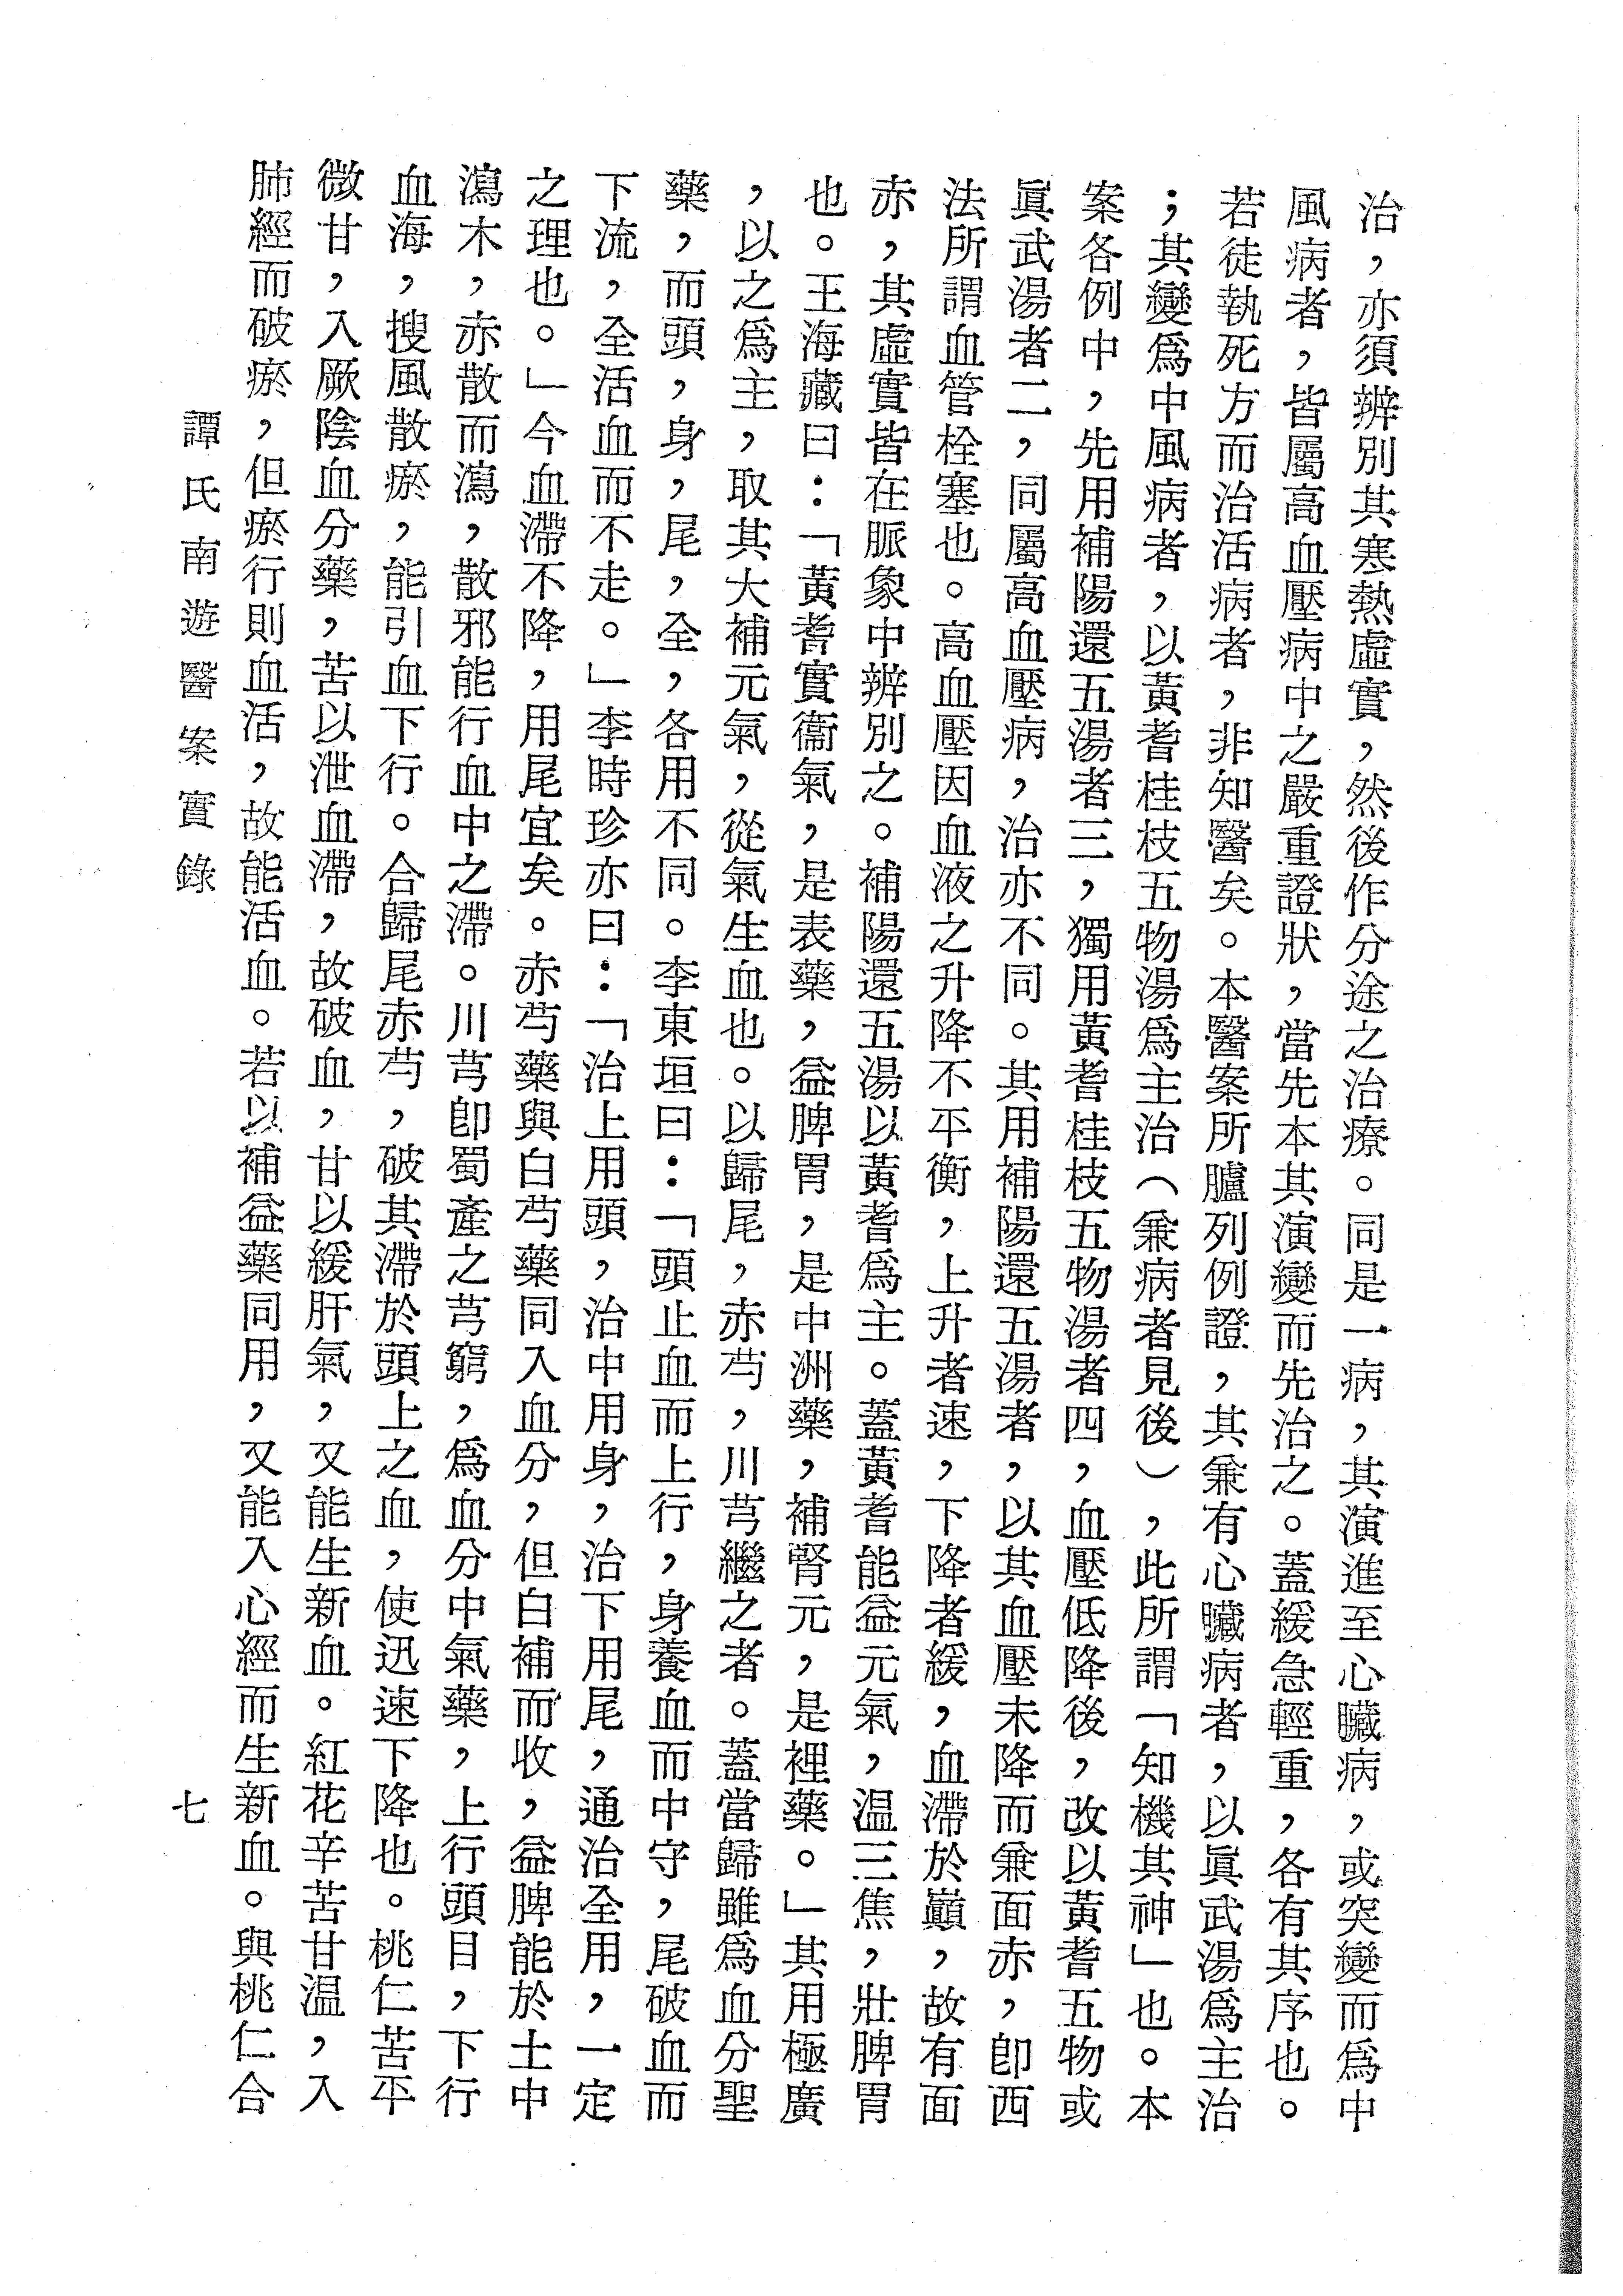 治，亦須辨別其寒熱虛實，然後作分途之治療。同是一病，其演進至心臟病，或突變而爲中
風病者，皆屬高血壓病中之嚴重證狀，當先本其演變而先治之。蓋緩急輕重，各有其序也。
若徒執死方而治活病者，非知醫矣。本醫案所臚列例證，其兼有心臟病者，以眞武湯爲主治
；其變爲中風病者，以黃耆桂枝五物湯爲主治（兼病者見後），此所謂「知機其神」也。本
案各例中，先用補陽還五湯者三，獨用黃耆桂枝五物湯者四，血壓低降後，改以黃耆五物或
眞武湯者二，同屬高血壓病，治亦不同。其用補陽還五湯者，以其血壓未降而兼面赤，卽西
法所謂血管栓塞也。高血壓因血液之升降不平衡，上升者速，下降者緩，血滯於巔，故有面
赤，其虛實皆在脈象中辨別之。補陽還五湯以黃耆爲主。蓋黃耆能益元氣，温三焦，壯脾胃
也。王海藏曰：「黃耆實衞氣，是表藥，益脾胃，是中洲藥，補腎元，是裡藥。」其用極廣
，以之爲主，取其大補元氣，從氣生血也。以歸尾，赤芍，川芎繼之者。蓋當歸雖爲血分聖
藥，而頭，身，尾，全，各用不同。李東垣曰：「頭止血而上行，身養血而中守，尾破血而
下流，全活血而不走。」李時珍亦曰：「治上用頭，治中用身，治下用尾，通治全用，一定
之理也。」今血滯不降，用尾宜矣。赤芍藥與白芍藥同入血分，但白補而收，益脾能於土中
瀉木，赤散而瀉，散邪能行血中之滯。川芎卽蜀產之芎藭，爲血分中氣藥，上行頭目，下行
血海，搜風散瘀，能引血下行。合歸尾赤芍，破其滯於頭上之血，使迅速下降也。桃仁苦平
微甘，入厥陰血分藥，苦以泄血滯，故破血，甘以緩肝氣，又能生新血。紅花辛苦甘温，入
肺經而破瘀，但瘀行則血活，故能活血。若以補益藥同用，又能入心經而生新血。與桃仁合
譚氏南遊醫案實錄
七